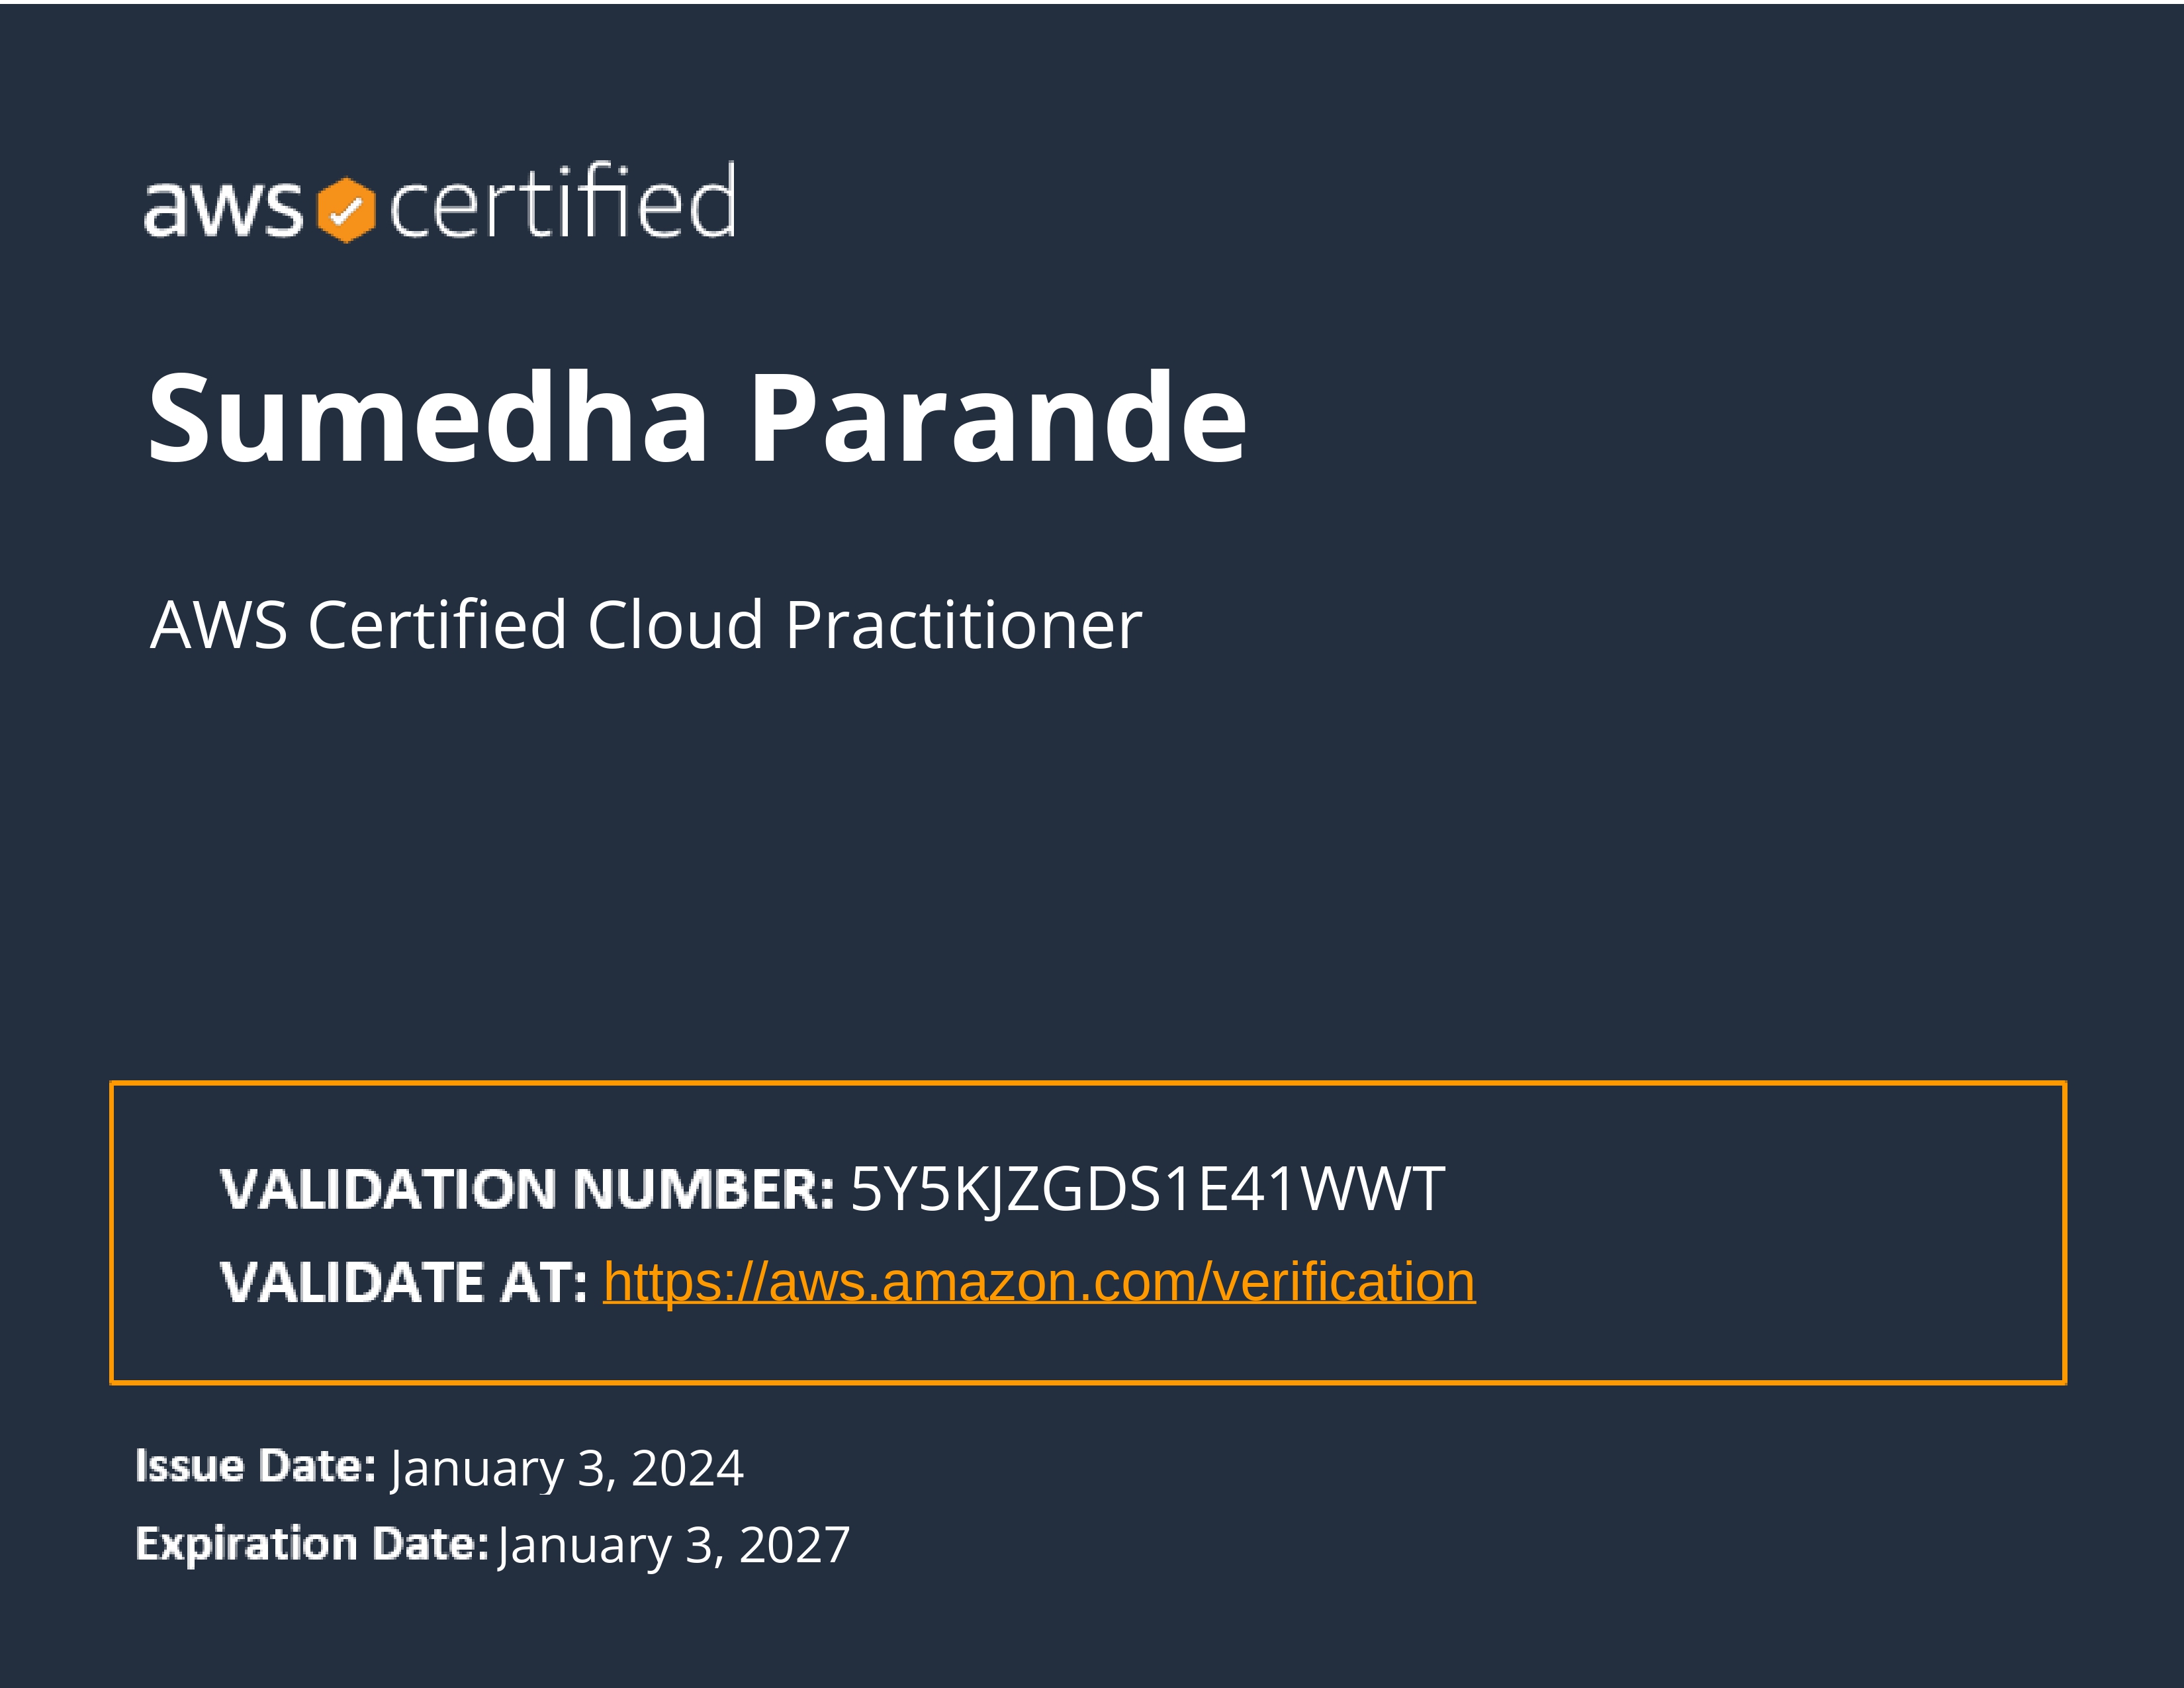 aws certified
Sumedha Parande
AWS Certified Cloud Practitioner
VALIDATION NUMBER: 5Y5KJZGDS1E41WWT
VALIDATE AT: https://aws.amazon.com/verification
Issue Date: January 3, 2024
Expiration Date: January 3, 2027